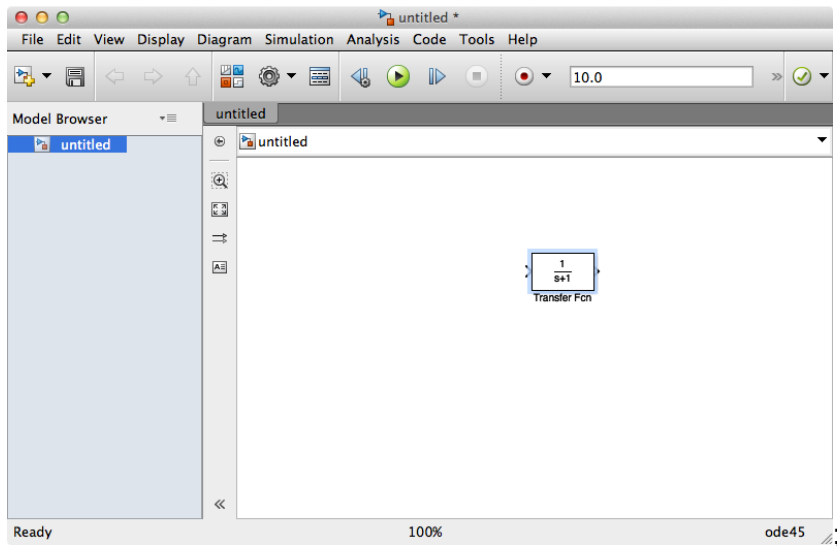 untitled *
File Edit View Display Diagram Simulation Analysis Code Tools Help
10.0
Model Browser
untitled
untitled
untitled
1
s+1
Transfer Fcn
Ready
100%
ode45